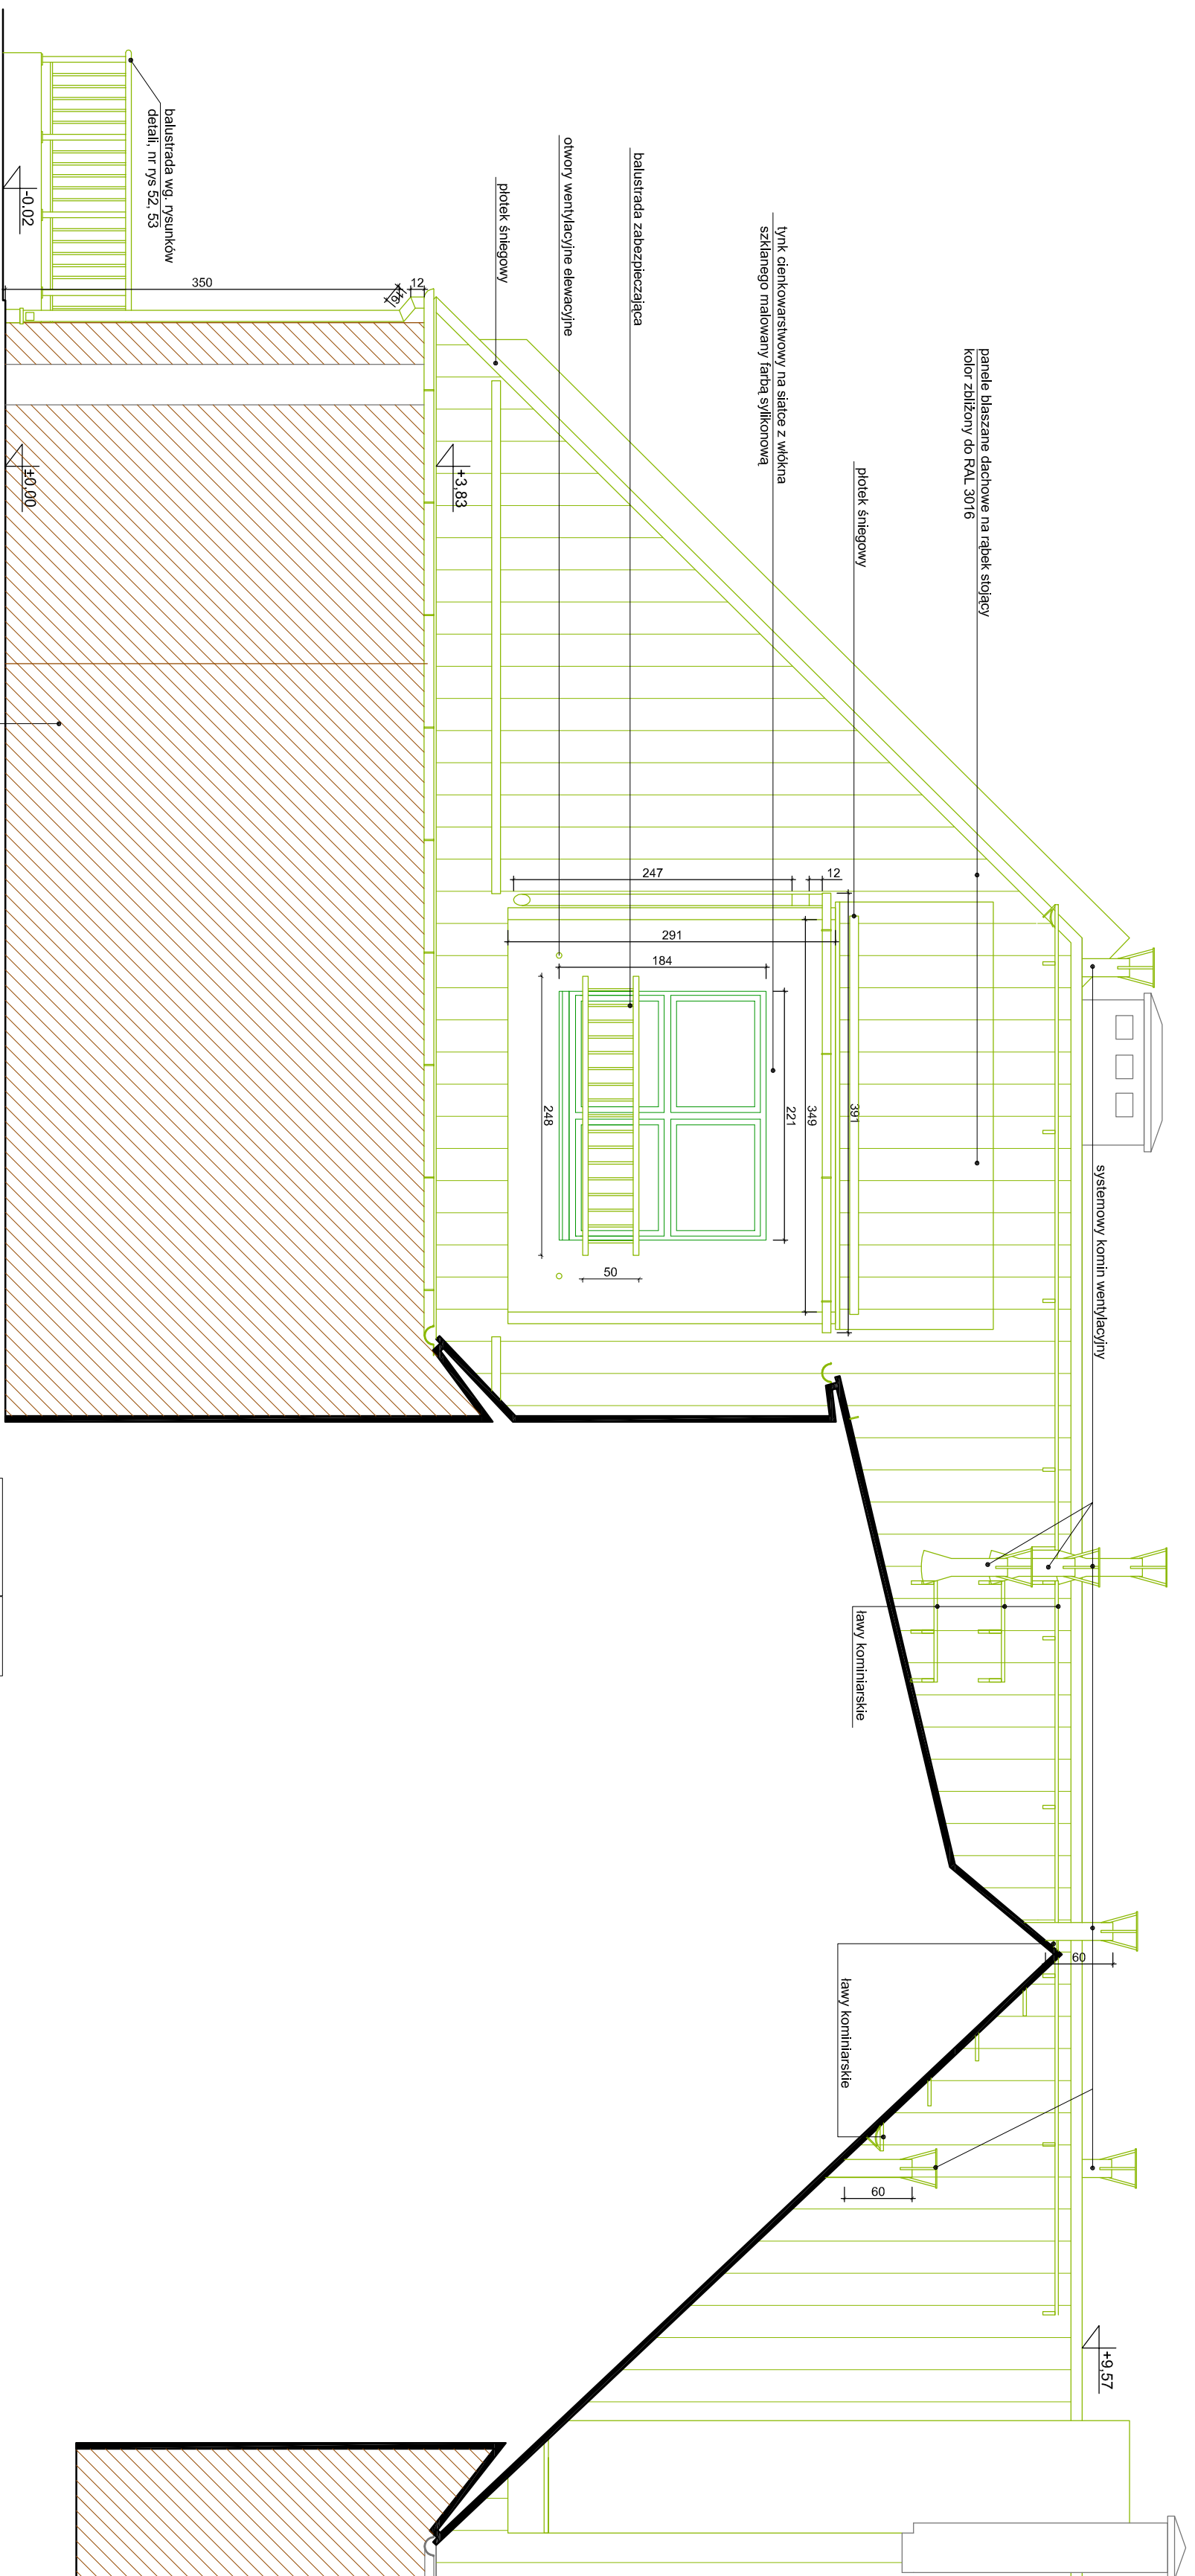 panele blaszane dachowe na rąbek stojący
kolor zbliżony do RAL 3016
systemowy komin wentylacyjny
+9,57
płotek śniegowy
tynk cienkowarstwowy na siatce z włókna
szklanego malowany farbą sylikonową
balustrada zabezpieczająca
otwory wentylacyjne elewacyjne
płotek śniegowy
ławy kominiarskie
ławy kominiarskie
60
60
12
391
349
221
247
291
184
248
50
+3,83
12
16
350
balustrada wg. rysunków
detali, nr rys 52, 53
-0.02
±0,00